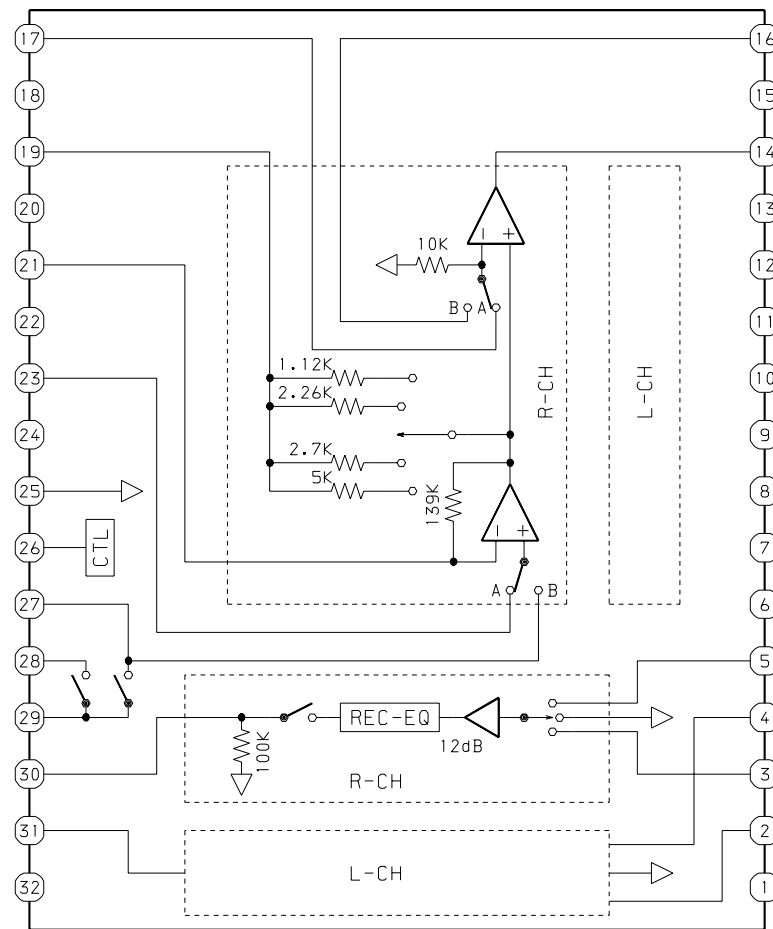 17 16
18 15
19 14
20 13
− +
10K
21 12
B A
22 11
1.12K
23 10
2.26K
R-CH L-CH
24 9
2.7K
5K
25 8
139K
− +
26 CTL 7
A B
27 6
28 5
29 REC-EQ 4
12dB
100K
30 R-CH 3
31 2
L-CH
32 1